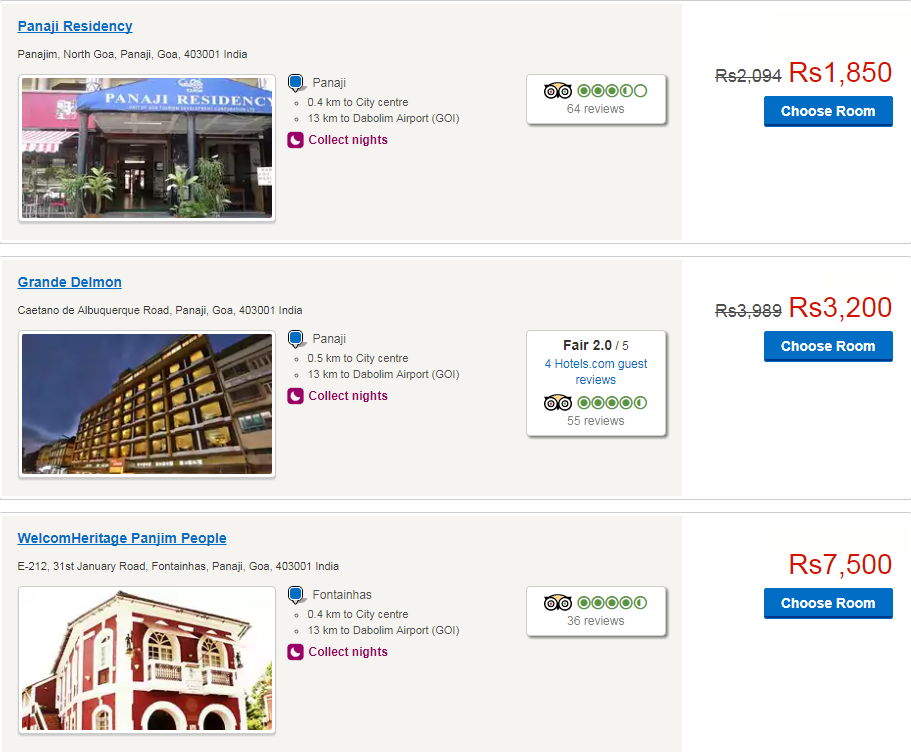 Panaji Residency
Panajim, North Goa, Panaji, Goa, 403001 India
PANAJI RESIDENCY
Panaji
0.4 km to City centre
13 km to Dabolim Airport (GOI)
Collect nights
64 reviews
Rs2,094 Rs1,850
Choose Room
Grande Delmon
Caetano de Albuquerque Road, Panaji, Goa, 403001 India
Panaji
0.5 km to City centre
13 km to Dabolim Airport (GOI)
Collect nights
Fair 2.0 / 5
4 Hotels.com guest
reviews
55 reviews
Rs3,989 Rs3,200
Choose Room
WelcomHeritage Panjim People
E-212, 31st January Road, Fontainhas, Panaji, Goa, 403001 India
Fontainhas
0.4 km to City centre
13 km to Dabolim Airport (GOI)
Collect nights
36 reviews
Rs7,500
Choose Room